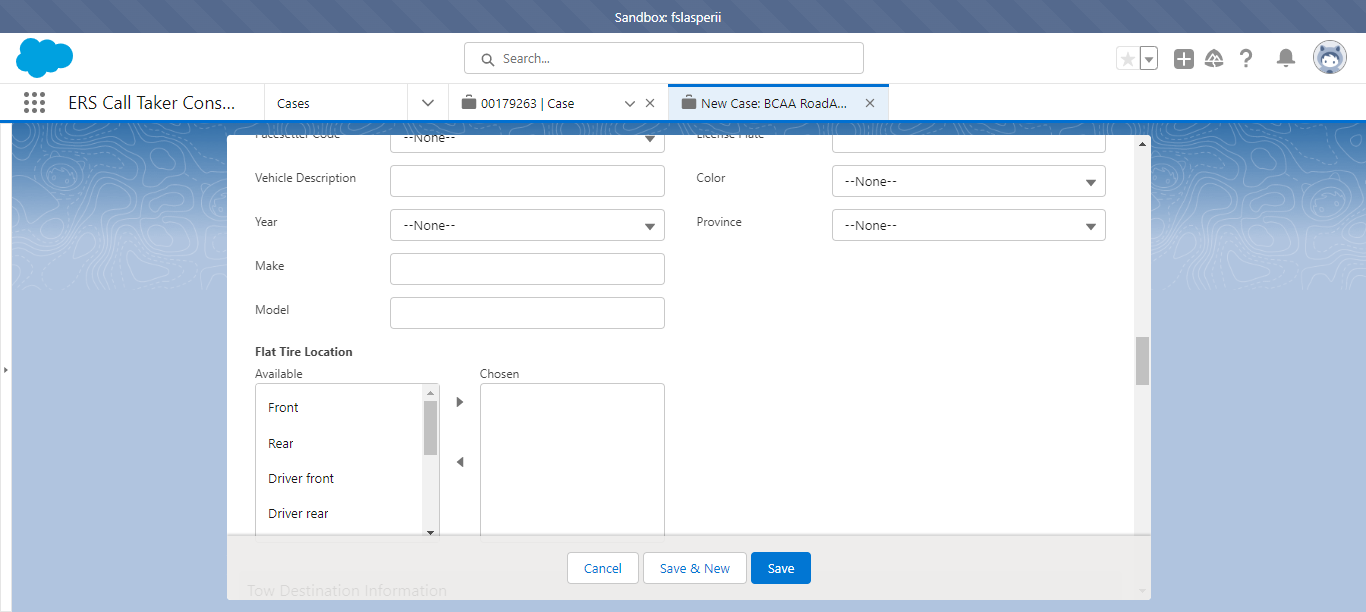 Sandbox: fslasperii
Search...
ERS Call Taker Cons...
Cases
00179263 | Case
New Case: BCAA RoadA...
Pacesetter Code
--None--
License Plate
Vehicle Description
Color
--None--
Year
--None--
Province
--None--
Make
Model
Flat Tire Location
Available
Chosen
Front
Rear
Driver front
Driver rear
Cancel
Save & New
Save
Tow Destination Information